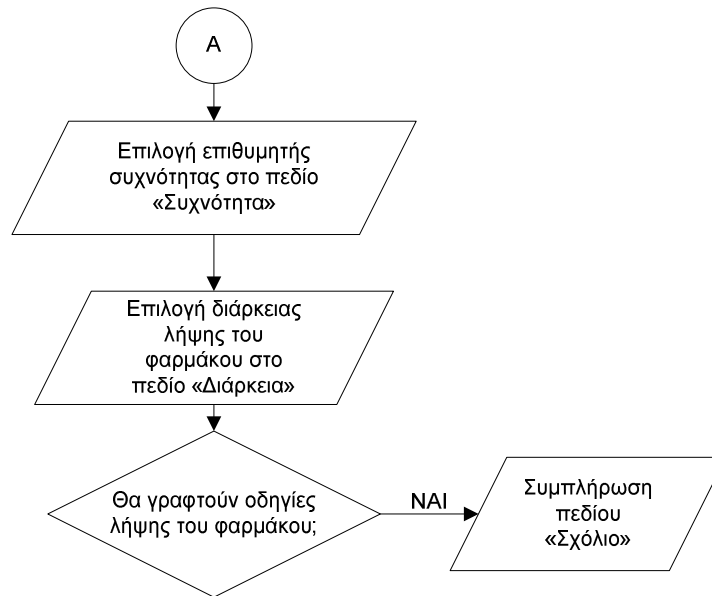 A
Επιλογή επιθυμητής
συχνότητας στο πεδίο
«Συχνότητα»
Επιλογή διάρκειας
λήψης του
φαρμάκου στο
πεδίο «Διάρκεια»
Θα γραφτούν οδηγίες
λήψης του φαρμάκου;
ΝΑΙ
Συμπλήρωση
πεδίου
«Σχόλιο»